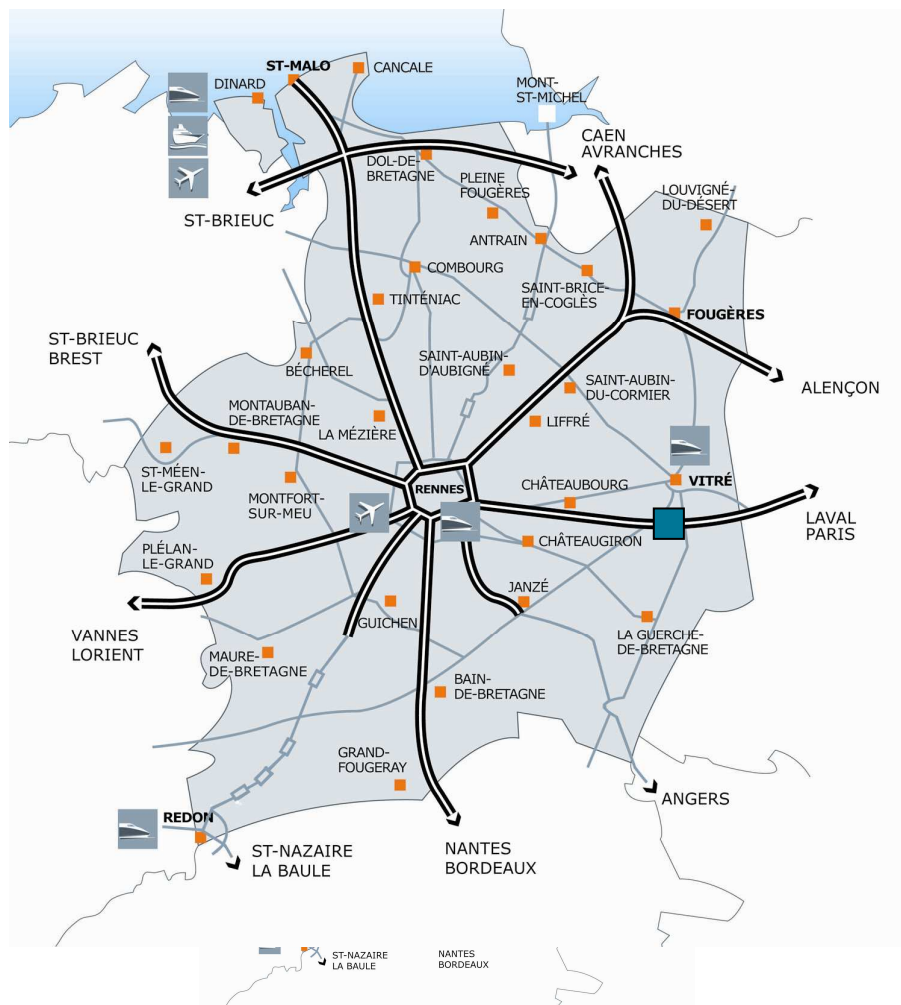 ST-MALO
CANCALE
DINARD
MONT-
ST-MICHEL
CAEN
AVRANCHES
DOL-DE-
BRETAGNE
PLEINE
FOUGÈRES
LOUVIGNÉ-
DU-DÉSERT
ST-BRIEUC
ANTRAIN
COMBOURG
SAINT-BRICE-
EN-COGLÈS
TINTÉNIAC
FOUGÈRES
ST-BRIEUC
BREST
BÉCHEREL
SAINT-AUBIN-
D'AUBIGNÉ
SAINT-AUBIN-
DU-CORMIER
ALENÇON
MONTAUBAN-
DE-BRETAGNE
LA MÉZIÈRE
LIFFRÉ
ST-MÉEN-
LE-GRAND
MONTFORT-
SUR-MEU
RENNES
CHÂTEAUBOURG
VITRÉ
LAVAL
PARIS
CHÂTEAUGIRON
PLÉLAN-
LE-GRAND
JANZÉ
GUICHEN
VANNES
LORIENT
LA GUERCHE-
DE-BRETAGNE
MAURE-
DE-BRETAGNE
BAIN-
DE-BRETAGNE
GRAND-
FOUGERAY
ANGERS
REDON
ST-NAZAIRE
LA BAULE
NANTES
BORDEAUX
ST-NAZAIRE
LA BAULE
NANTES
BORDEAUX